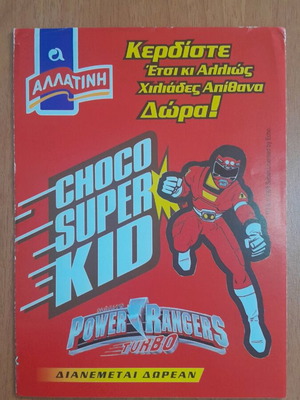 ΑΛΛΑΤΙΝΗ
Κερδίστε
Έτσι κι Αλλιώς
Χιλιάδες Απίθανα
Δώρα!
CHOCO
SUPER
KID
POWER RANGERS
TURBO
ΔΙΑΝΕΜΕΤΑΙ ΔΩΡΕΑΝ